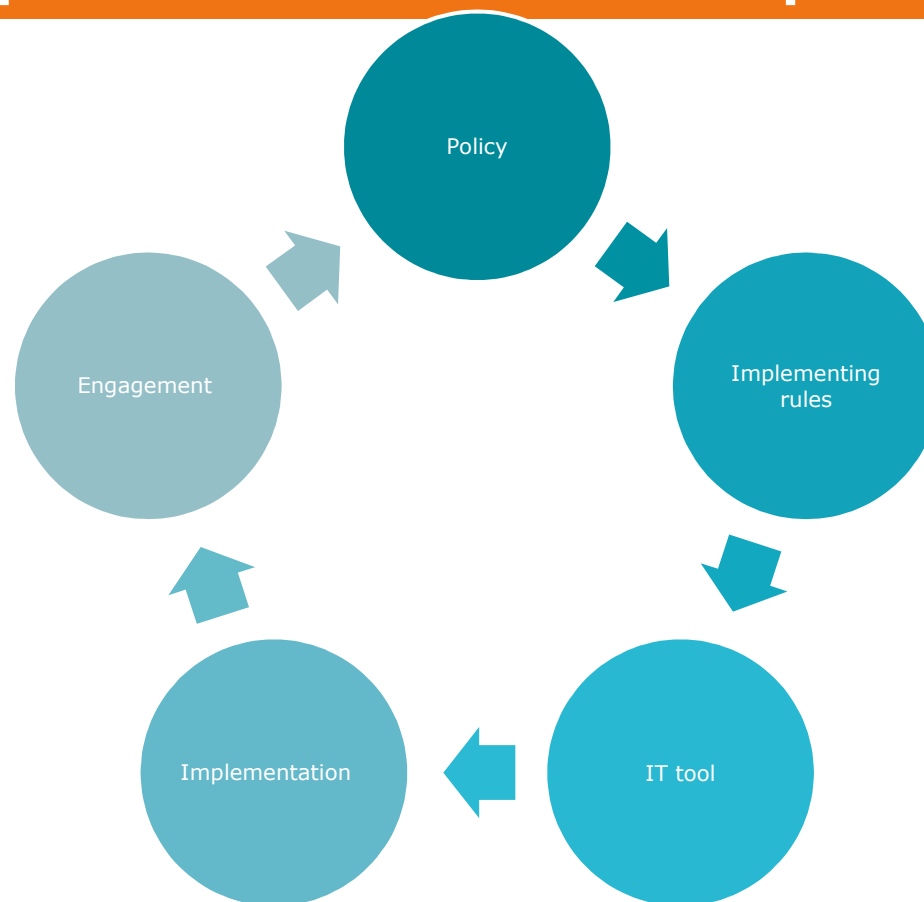 Policy
Implementing
rules
IT tool
Implementation
Engagement